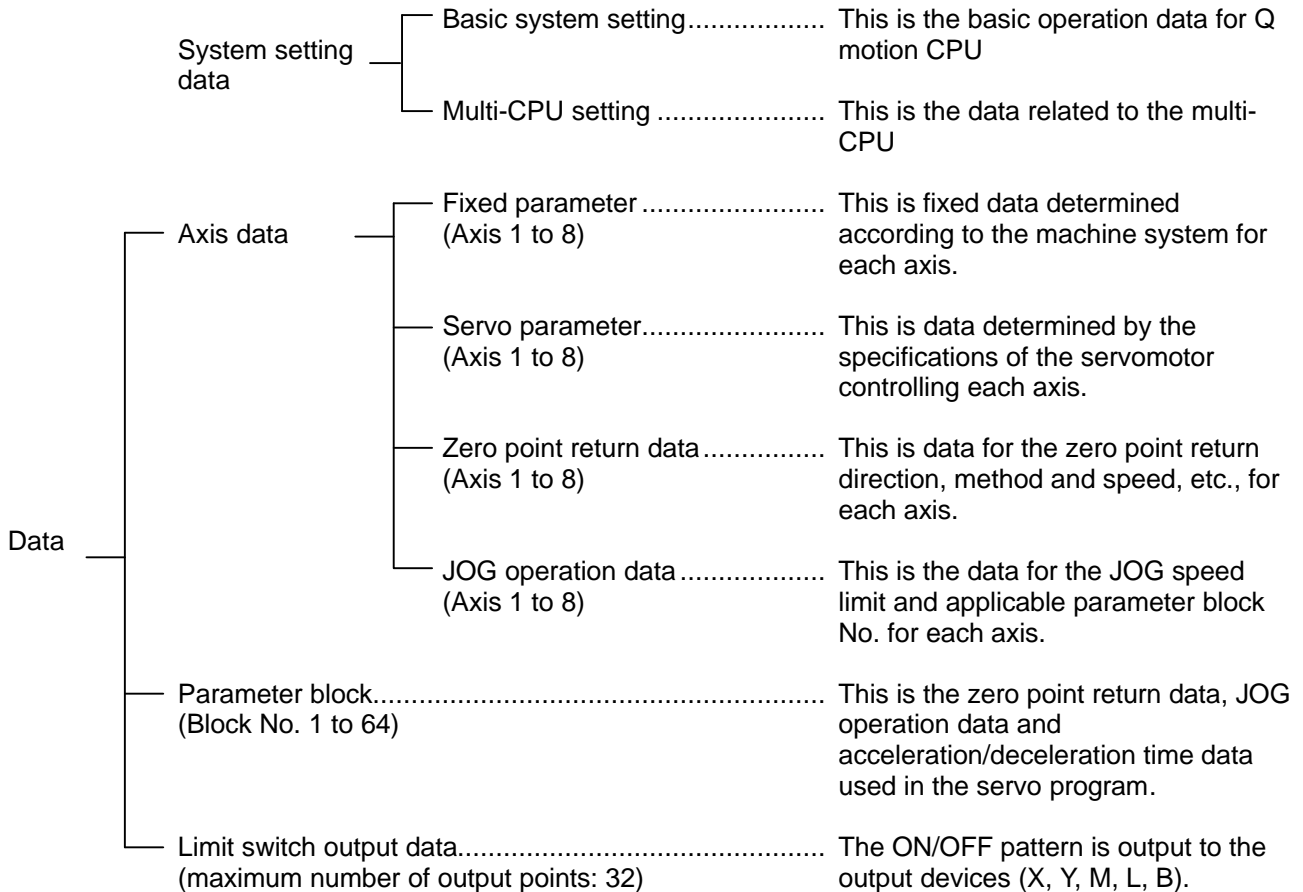 Basic system setting.................. This is the basic operation data for Q
System setting
motion CPU
data
Multi-CPU setting ...................... This is the data related to the multi-
CPU
Fixed parameter ........................ This is fixed data determined
Axis data
(Axis 1 to 8)
according to the machine system for
each axis.
Servo parameter........................ This is data determined by the
(Axis 1 to 8)
specifications of the servomotor
controlling each axis.
Zero point return data................ This is data for the zero point return
(Axis 1 to 8)
direction, method and speed, etc., for
each axis.
Data
JOG operation data ................... This is the data for the JOG speed
(Axis 1 to 8)
limit and applicable parameter block
No. for each axis.
Parameter block........................................................... This is the zero point return data, JOG
(Block No. 1 to 64)
operation data and
acceleration/deceleration time data
used in the servo program.
Limit switch output data................................................ The ON/OFF pattern is output to the
(maximum number of output points: 32)
output devices (X, Y, M, L, B).